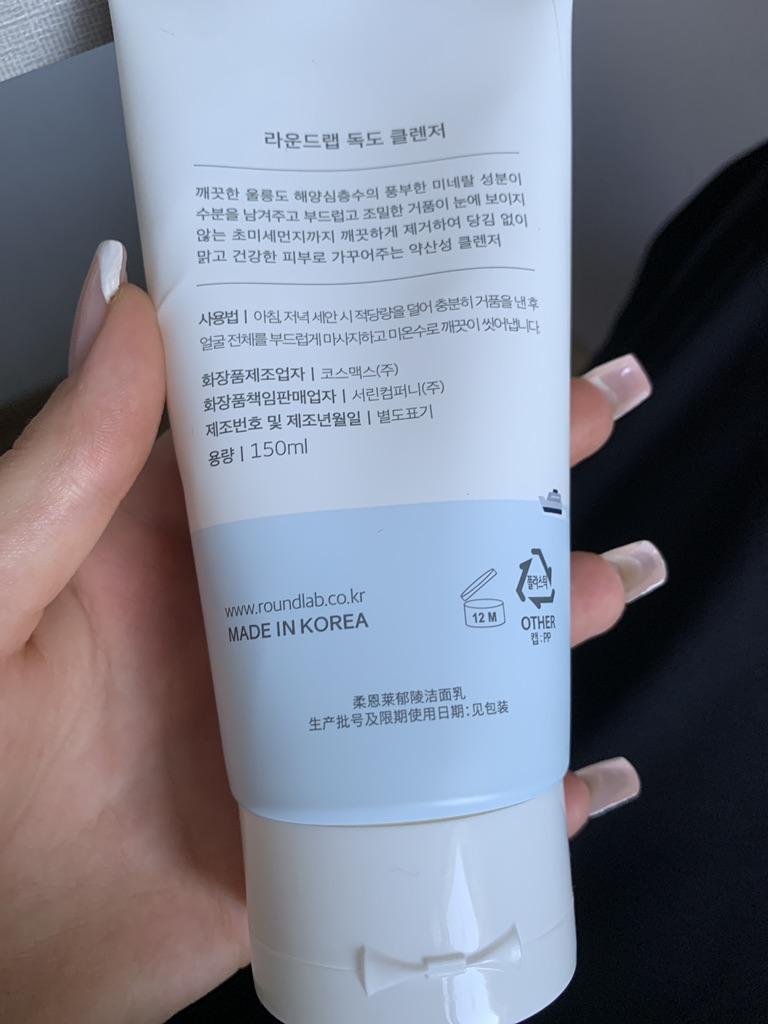 라운드랩 독도 클렌저
깨끗한 울릉도 해양심층수의 풍부한 미네랄 성분이
수분을 남겨주고 부드럽고 조밀한 거품이 눈에 보이지
않는 초미세먼지까지 깨끗하게 제거하여 당김 없이
맑고 건강한 피부로 가꾸어주는 약산성 클렌저
사용법 | 아침, 저녁 세안 시 적당량을 덜어 충분히 거품을 낸 후
얼굴 전체를 부드럽게 마사지하고 미온수로 깨끗이 씻어냅니다.
화장품제조업자 | 코스맥스(주)
화장품책임판매업자 | 서린컴퍼니(주)
제조번호 및 제조년월일 | 별도표기
용량 | 150ml
www.roundlab.co.kr
MADE IN KOREA
12 M
플라스틱
OTHER
캡 : PP
柔恩莱郁陵洁面乳
生产批号及限期使用日期：见包装